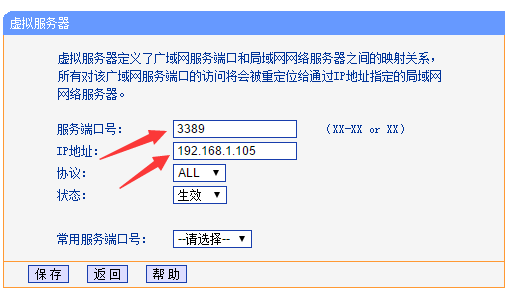 虚拟服务器
虚拟服务器定义了广域网服务端口和局域网网络服务器之间的映射关系，
所有对该广域网服务端口的访问将会被重定位给通过IP地址指定的局域网
网络服务器。
服务端口号： 3389 （XX-XX or XX）
IP地址： 192.168.1.105
协议： ALL
状态： 生效
常用服务端口号： --请选择--
保存 返回 帮助